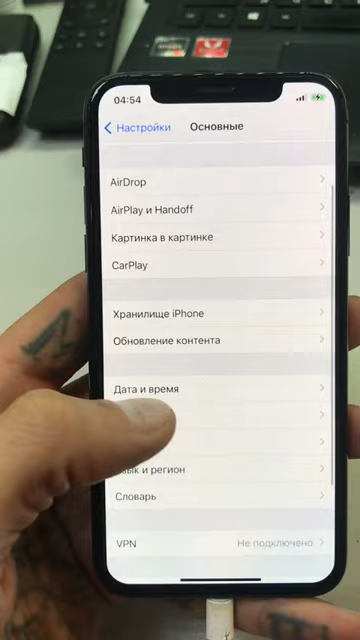 04:54
Настройки
Основные
AirDrop
AirPlay и Handoff
Картинка в картинке
CarPlay
Хранилище iPhone
Обновление контента
Дата и время
и регион
Словарь
VPN
Не подключено